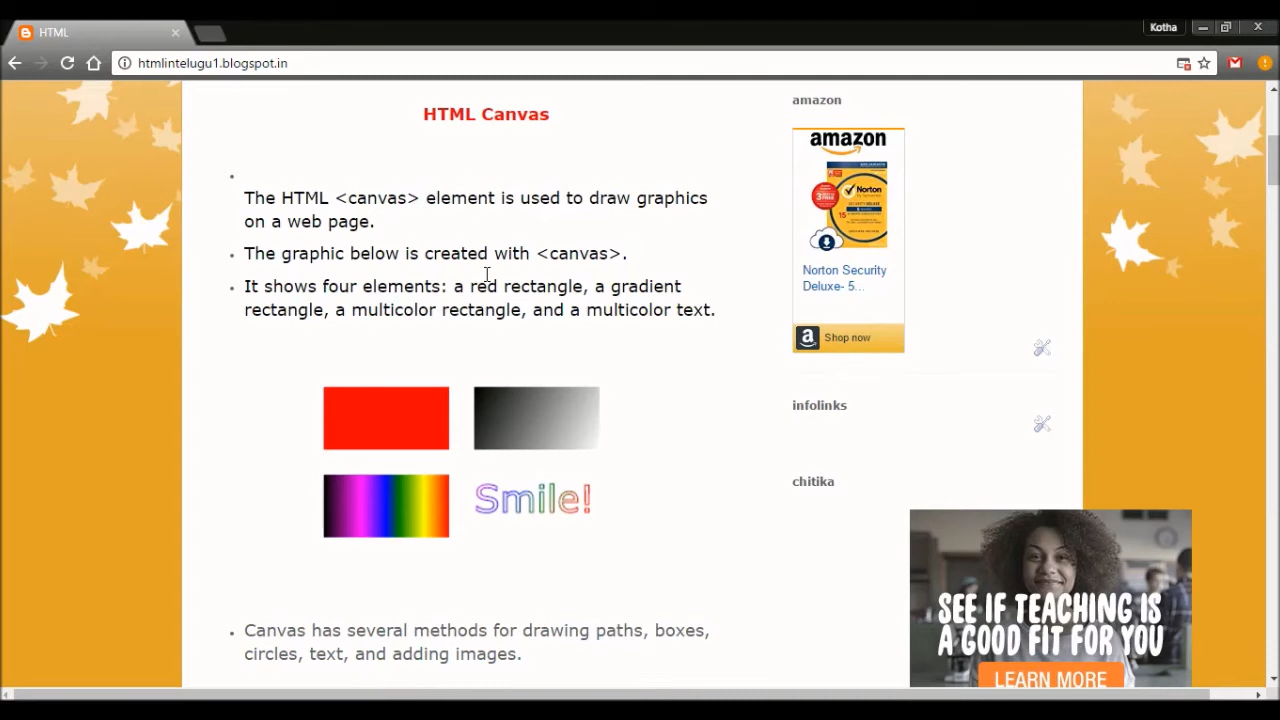 HTML
Kotha
htmlintelugu1.blogspot.in
HTML Canvas
The HTML <canvas> element is used to draw graphics
on a web page.
The graphic below is created with <canvas>.
It shows four elements: a red rectangle, a gradient
rectangle, a multicolor rectangle, and a multicolor text.
Smile!
Canvas has several methods for drawing paths, boxes,
circles, text, and adding images.
amazon
amazon
Norton
Norton Security
Deluxe- 5...
Shop now
infolinks
chitika
SEE IF TEACHING IS
A GOOD FIT FOR YOU
LEARN MORE